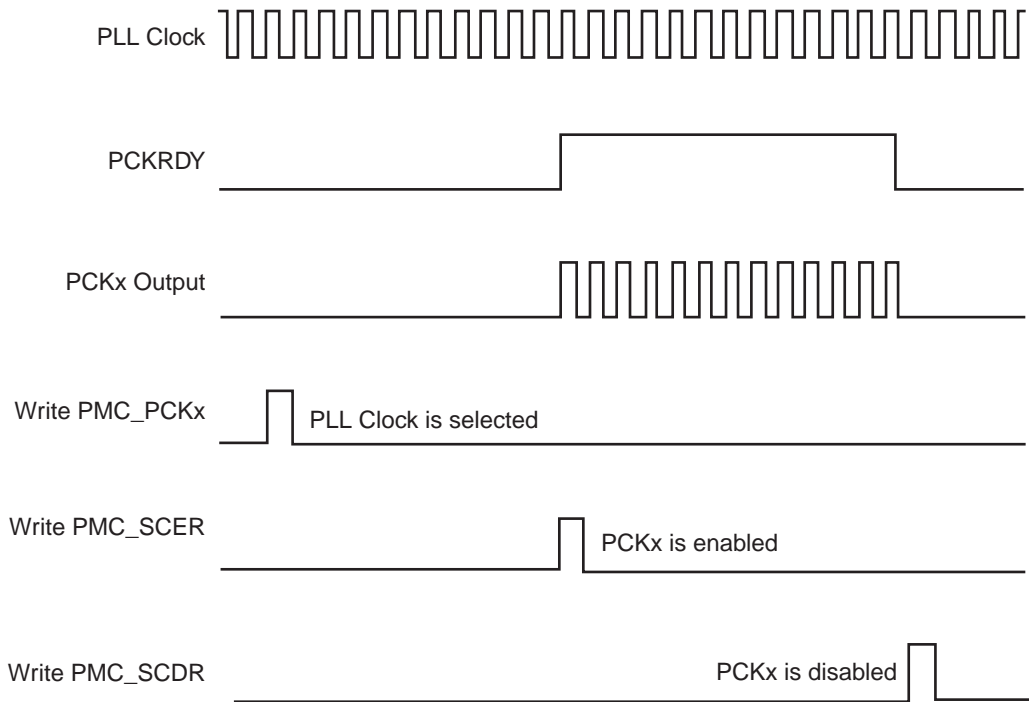 PLL Clock
PCKRDY
PCKx Output
Write PMC_PCKx
PLL Clock is selected
Write PMC_SCER
PCKx is enabled
Write PMC_SCDR
PCKx is disabled